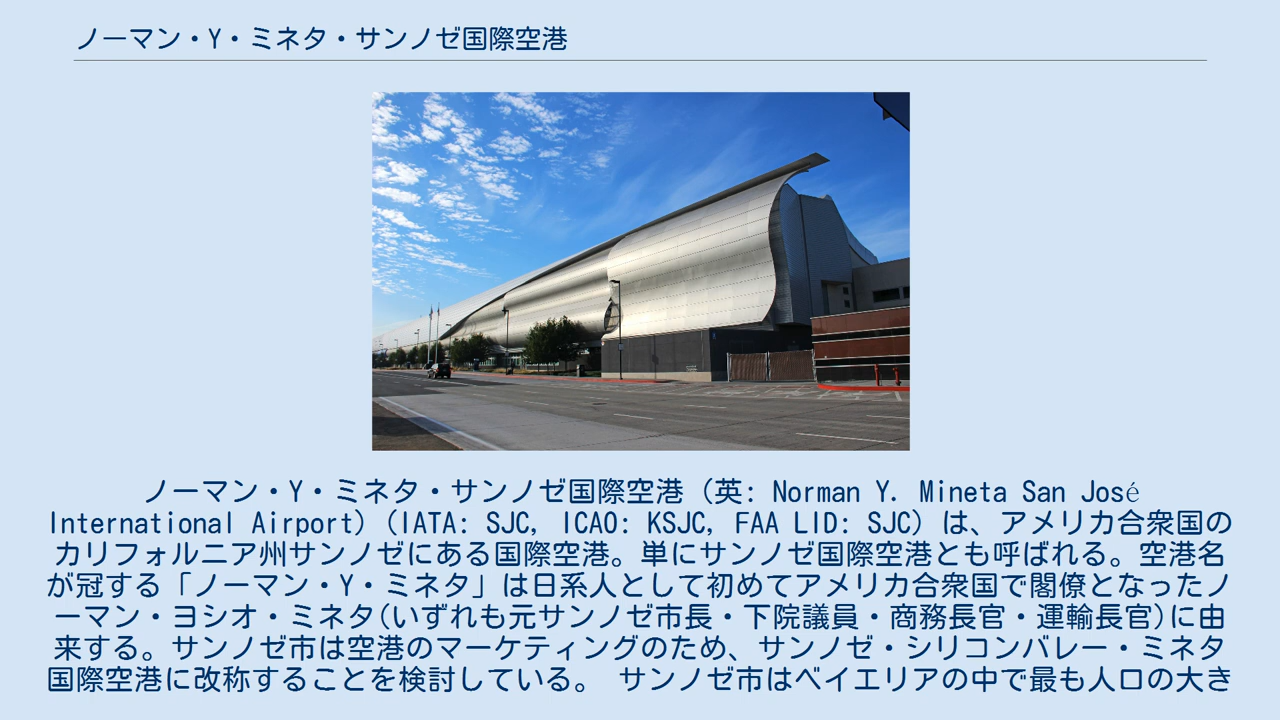 ノーマン・Y・ミネタ・サンノゼ国際空港
ノーマン・Y・ミネタ・サンノゼ国際空港（英: Norman Y. Mineta San José
International Airport）（IATA: SJC, ICAO: KSJC, FAA LID: SJC）は、アメリカ合衆国の
カリフォルニア州サンノゼにある国際空港。単にサンノゼ国際空港とも呼ばれる。空港名
が冠する「ノーマン・Y・ミネタ」は日系人として初めてアメリカ合衆国で閣僚となったノ
ーマン・ヨシオ・ミネタ(いずれも元サンノゼ市長・下院議員・商務長官・運輸長官)に由
来する。サンノゼ市は空港のマーケティングのため、サンノゼ・シリコンバレー・ミネタ
国際空港に改称することを検討している。 サンノゼ市はベイエリアの中で最も人口の大き